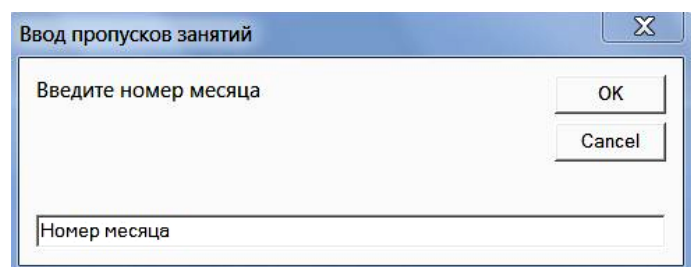 Ввод пропусков занятий
Введите номер месяца
OK
Cancel
Номер месяца